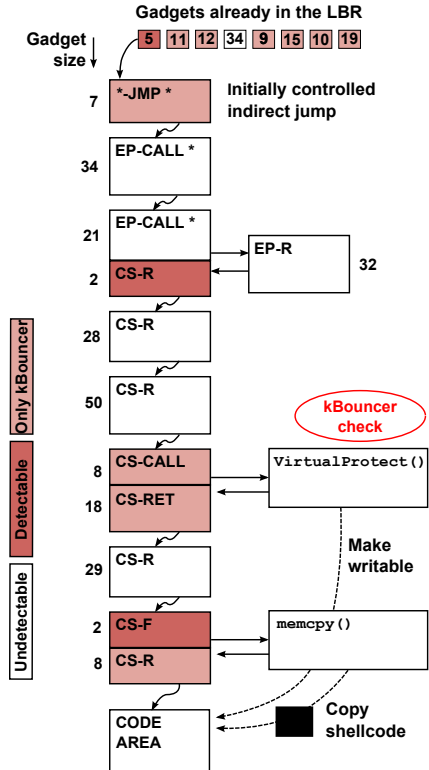 Gadgets already in the LBR
Gadget
size
5 11 12 34 9 15 10 19
7
*-JMP *
Initially controlled
indirect jump
34
EP-CALL *
21
EP-CALL *
EP-R
32
2
CS-R
28
CS-R
50
CS-R
kBouncer
check
8
CS-CALL
VirtualProtect()
18
CS-RET
29
CS-R
Make
writable
2
CS-F
memcpy()
8
CS-R
CODE
AREA
Copy
shellcode
Only kBouncer
Detectable
Undetectable